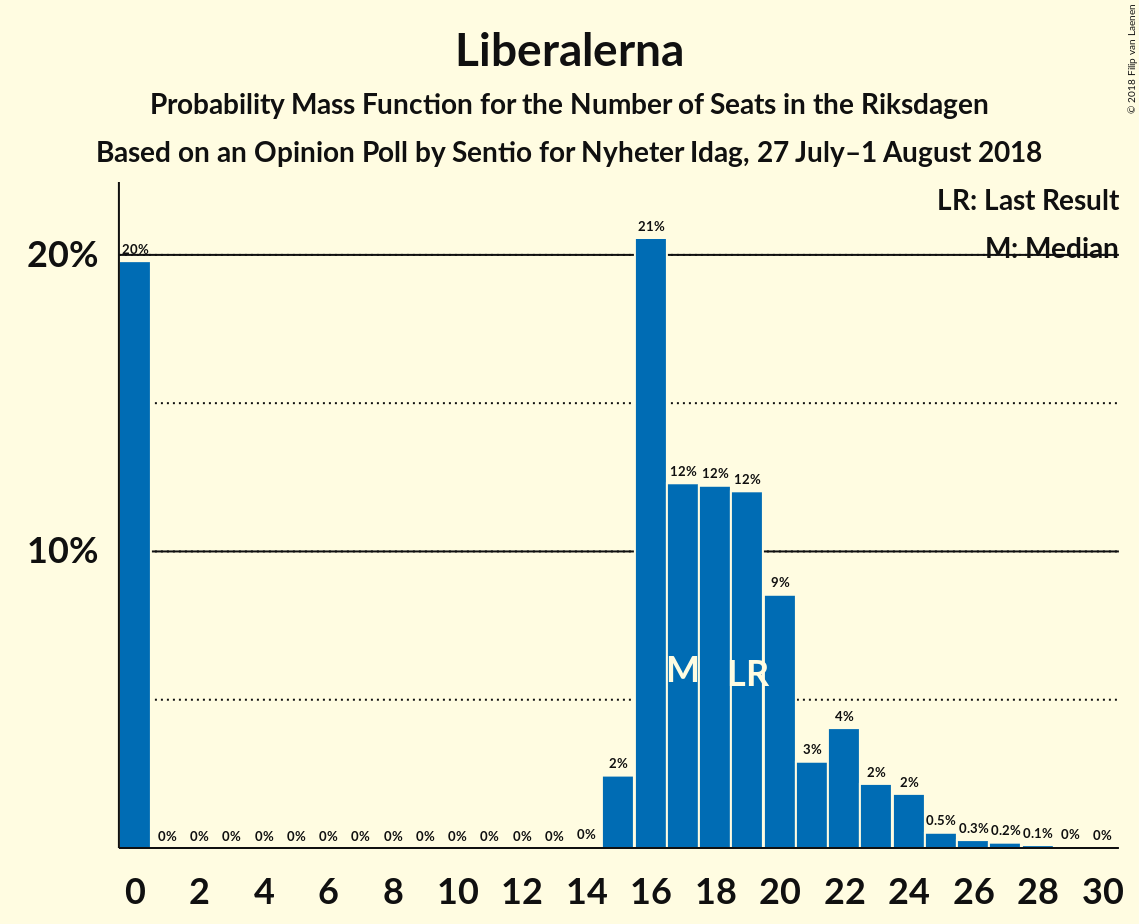 Liberalerna
Probability Mass Function for the Number of Seats in the Riksdagen
Based on an Opinion Poll by Sentio for Nyheter Idag, 27 July–1 August 2018
© 2018 Filip van Laenen
LR: Last Result
M: Median
20%
10%
20% 0% 0% 0% 0% 0% 0% 0% 0% 0% 0% 0% 0% 0% 0% 2% 21% 12% 12% 12% 9% 3% 4% 2% 2% 0.5% 0.3% 0.2% 0.1% 0% 0%
M LR
0 2 4 6 8 10 12 14 16 18 20 22 24 26 28 30